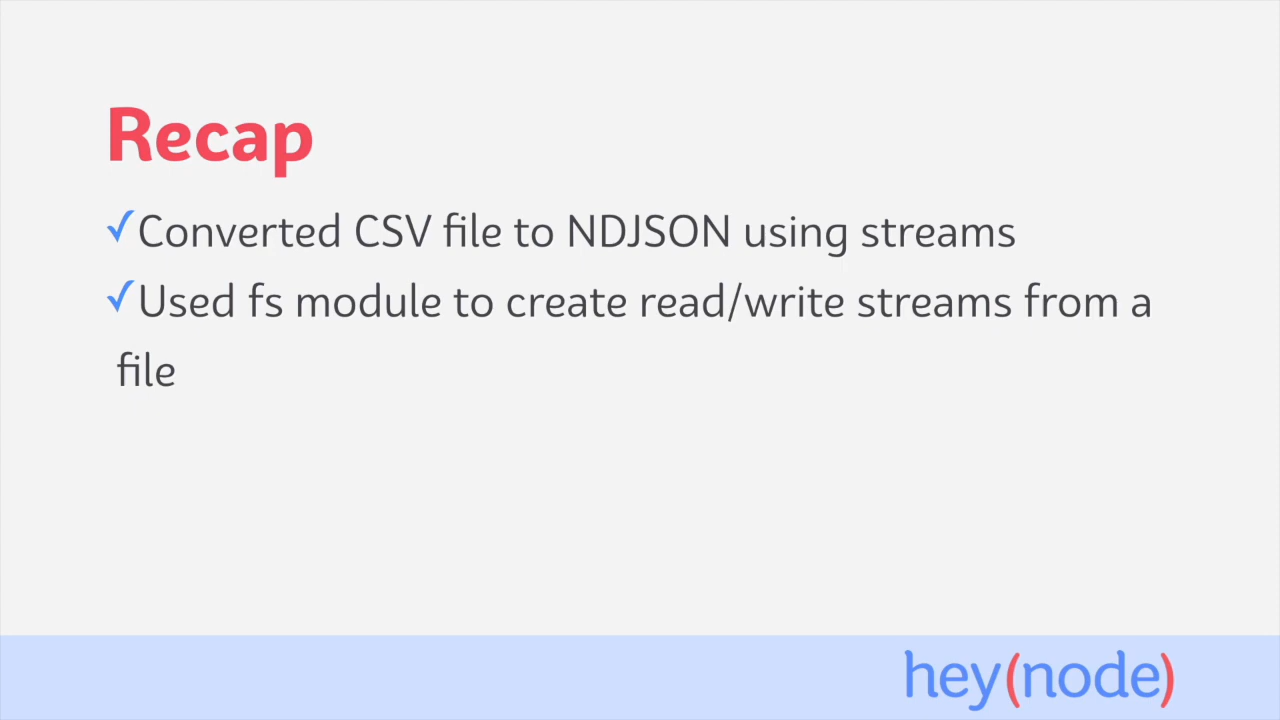 Recap
✓Converted CSV file to NDJSON using streams
✓Used fs module to create read/write streams from a
file
hey(node)